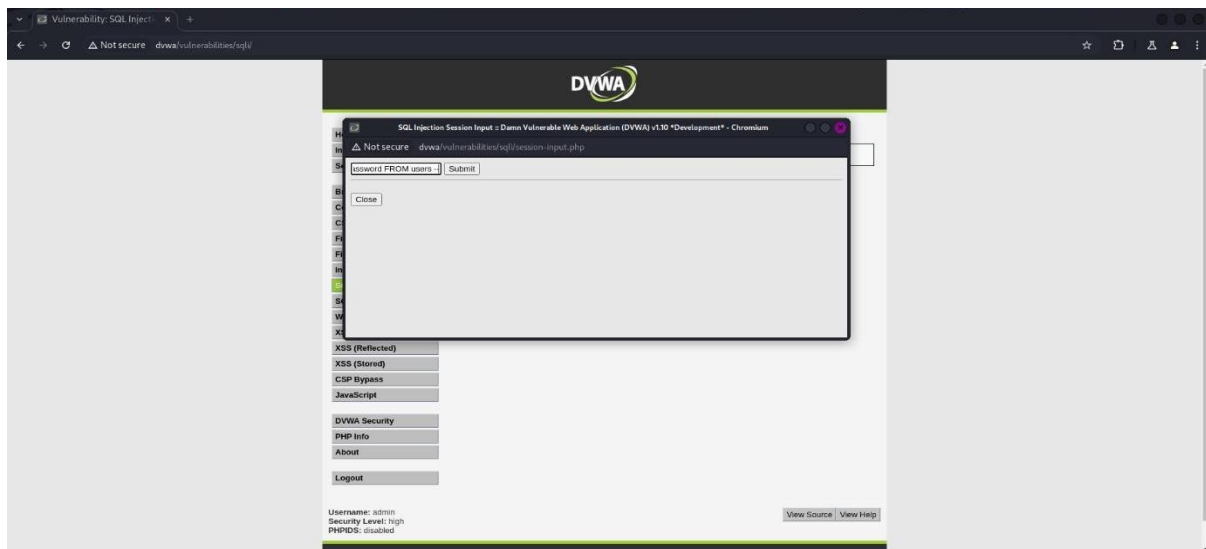 Vulnerability: SQL Injecti
Not secure dvwa/vulnerabilities/sqli/
DVWA
SQL Injection Session Input :: Damn Vulnerable Web Application (DVWA) v1.10 *Development* - Chromium
Not secure dvwa/vulnerabilities/sqli/session-input.php
ssword FROM users -
Submit
Close
XSS (Reflected)
XSS (Stored)
CSP Bypass
JavaScript
DVWA Security
PHP Info
About
Logout
Username: admin
Security Level: high
PHPIDS: disabled
View Source View Help